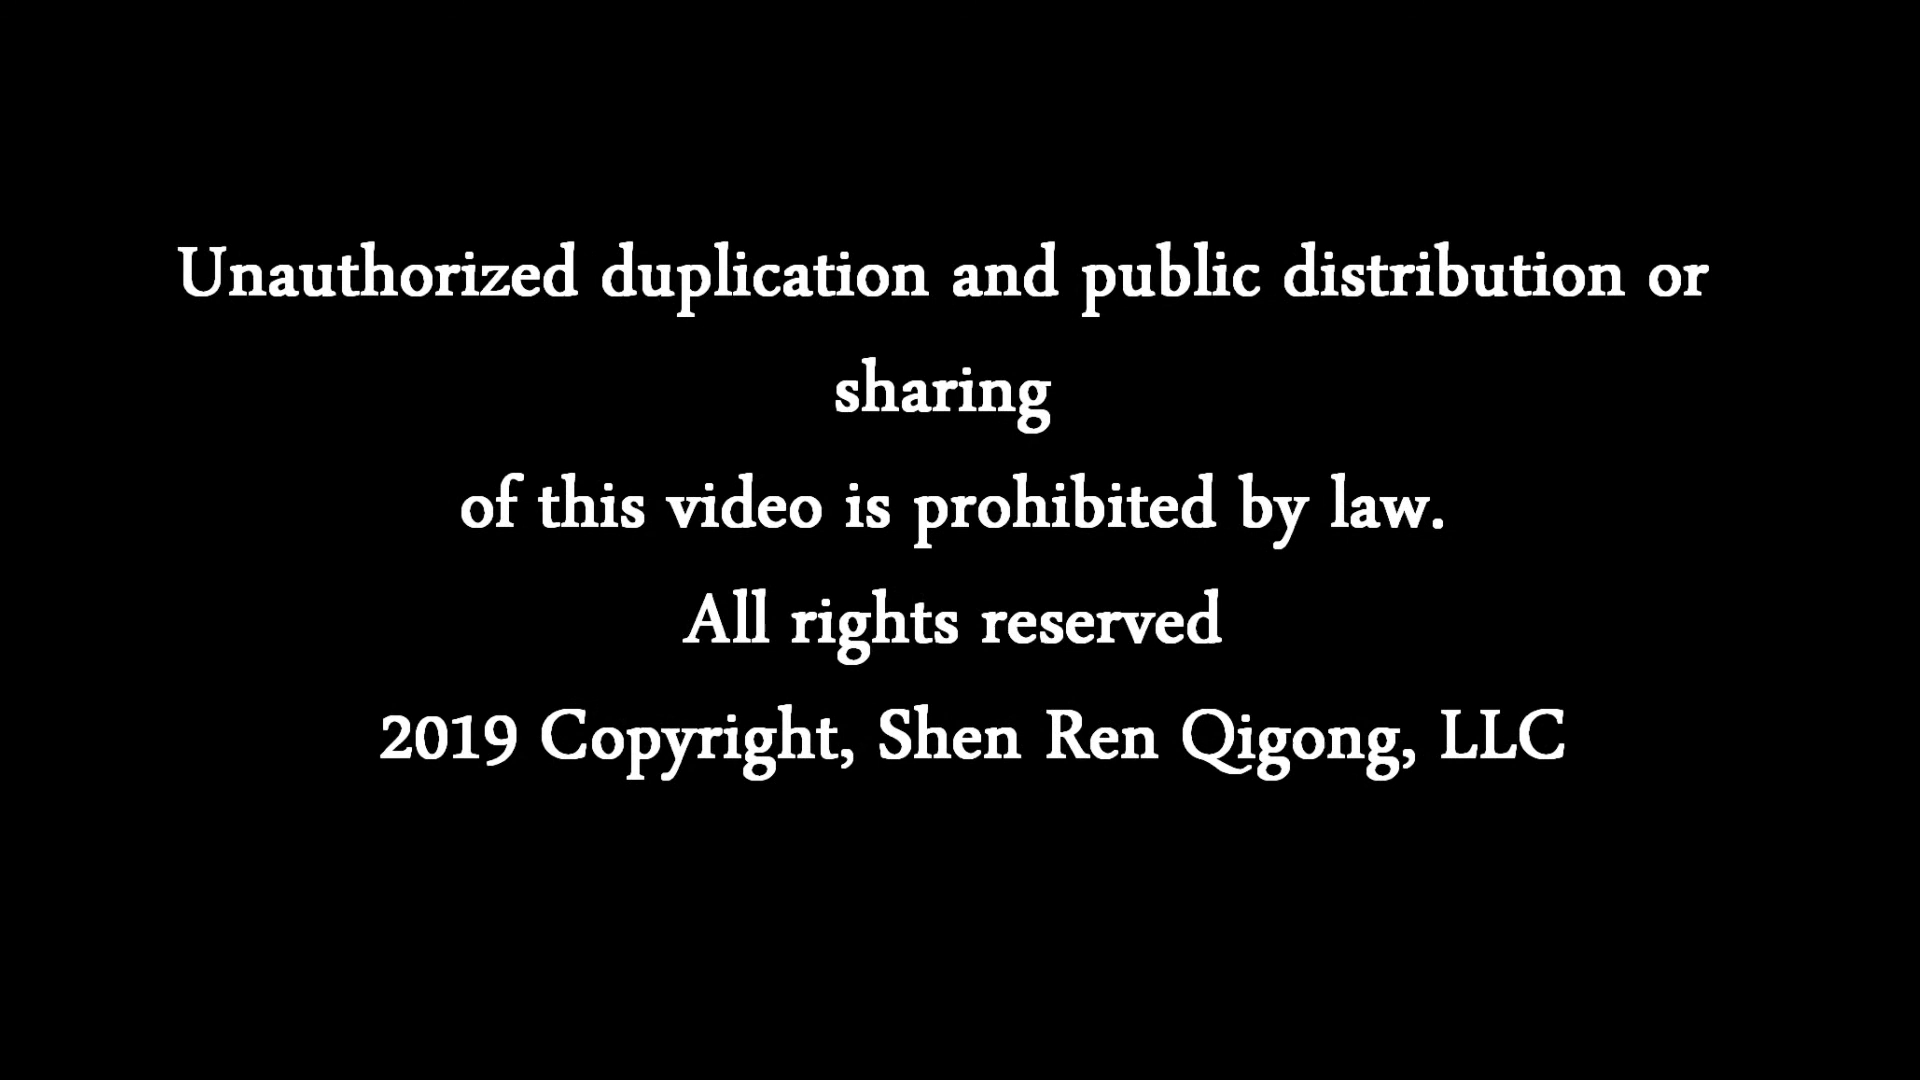 Unauthorized duplication and public distribution or
sharing
of this video is prohibited by law.
All rights reserved
2019 Copyright, Shen Ren Qigong, LLC